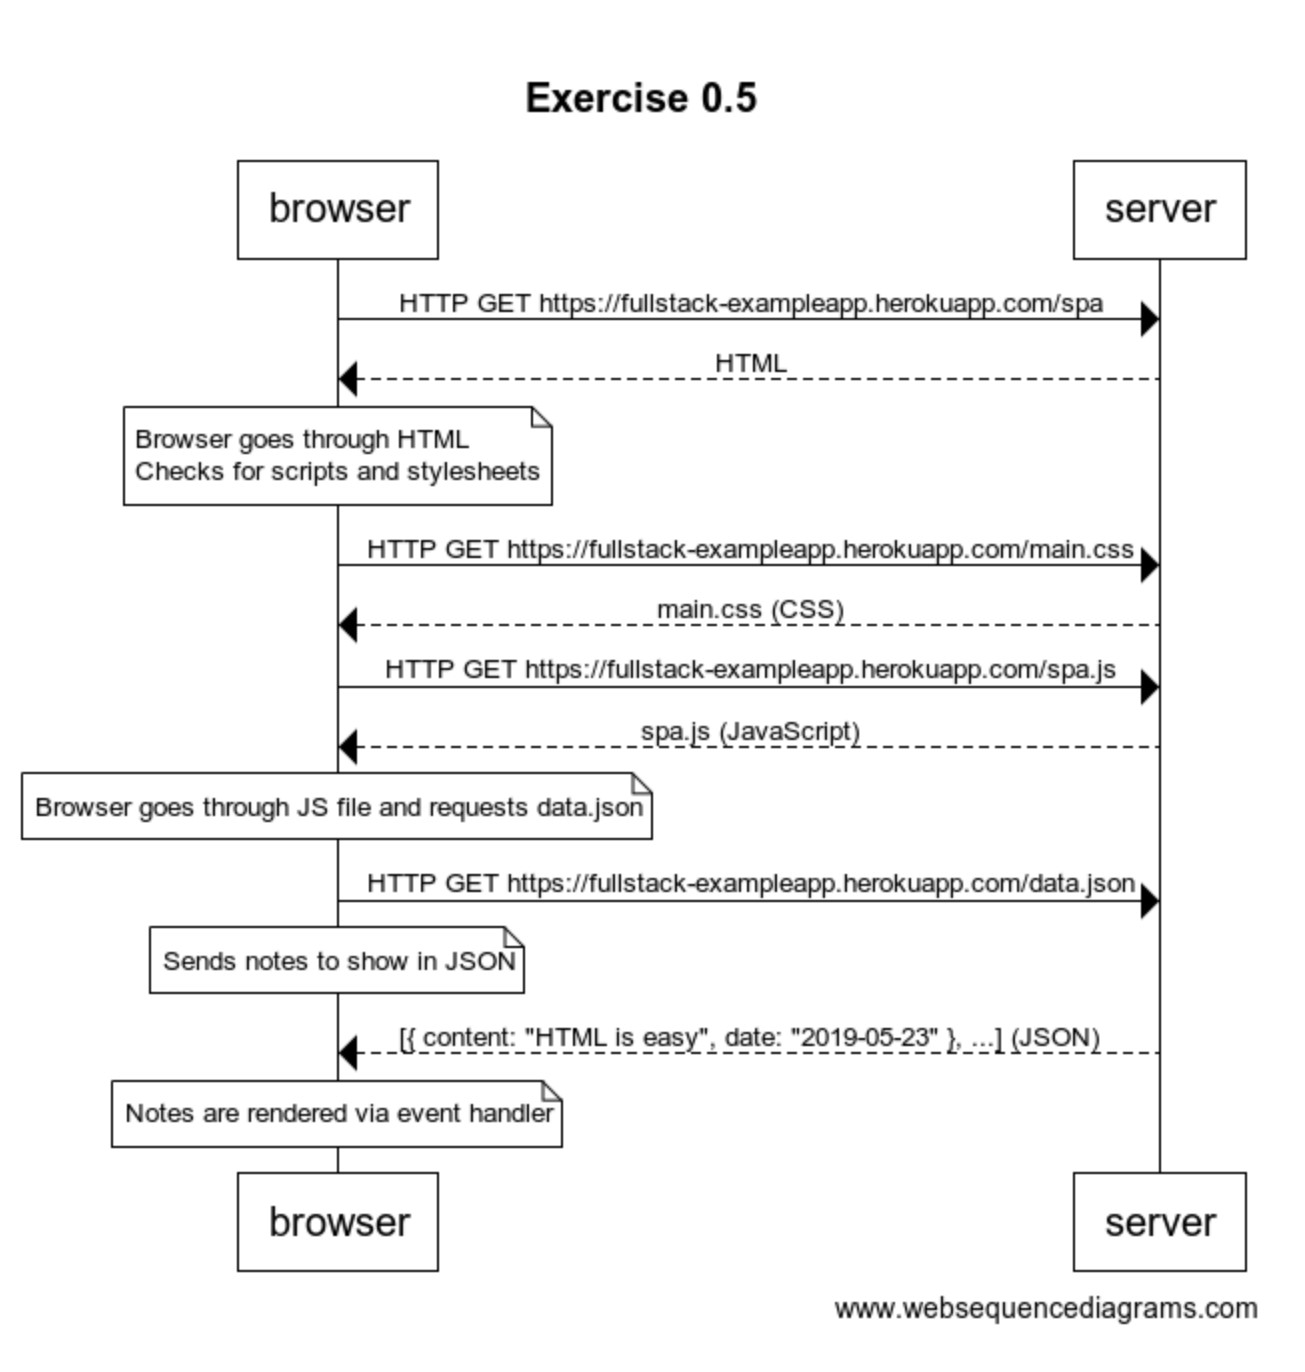 Exercise 0.5
browser
server
HTTP GET https://fullstack-exampleapp.herokuapp.com/spa
HTML
Browser goes through HTML
Checks for scripts and stylesheets
HTTP GET https://fullstack-exampleapp.herokuapp.com/main.css
main.css (CSS)
HTTP GET https://fullstack-exampleapp.herokuapp.com/spa.js
spa.js (JavaScript)
Browser goes through JS file and requests data.json
HTTP GET https://fullstack-exampleapp.herokuapp.com/data.json
Sends notes to show in JSON
[{ content: "HTML is easy", date: "2019-05-23" }, ...] (JSON)
Notes are rendered via event handler
browser
server
www.websequencediagrams.com